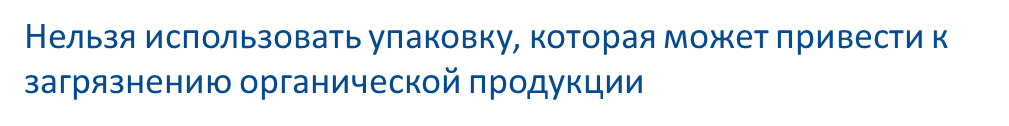 Нельзя использовать упаковку, которая может привести к
загрязнению органической продукции